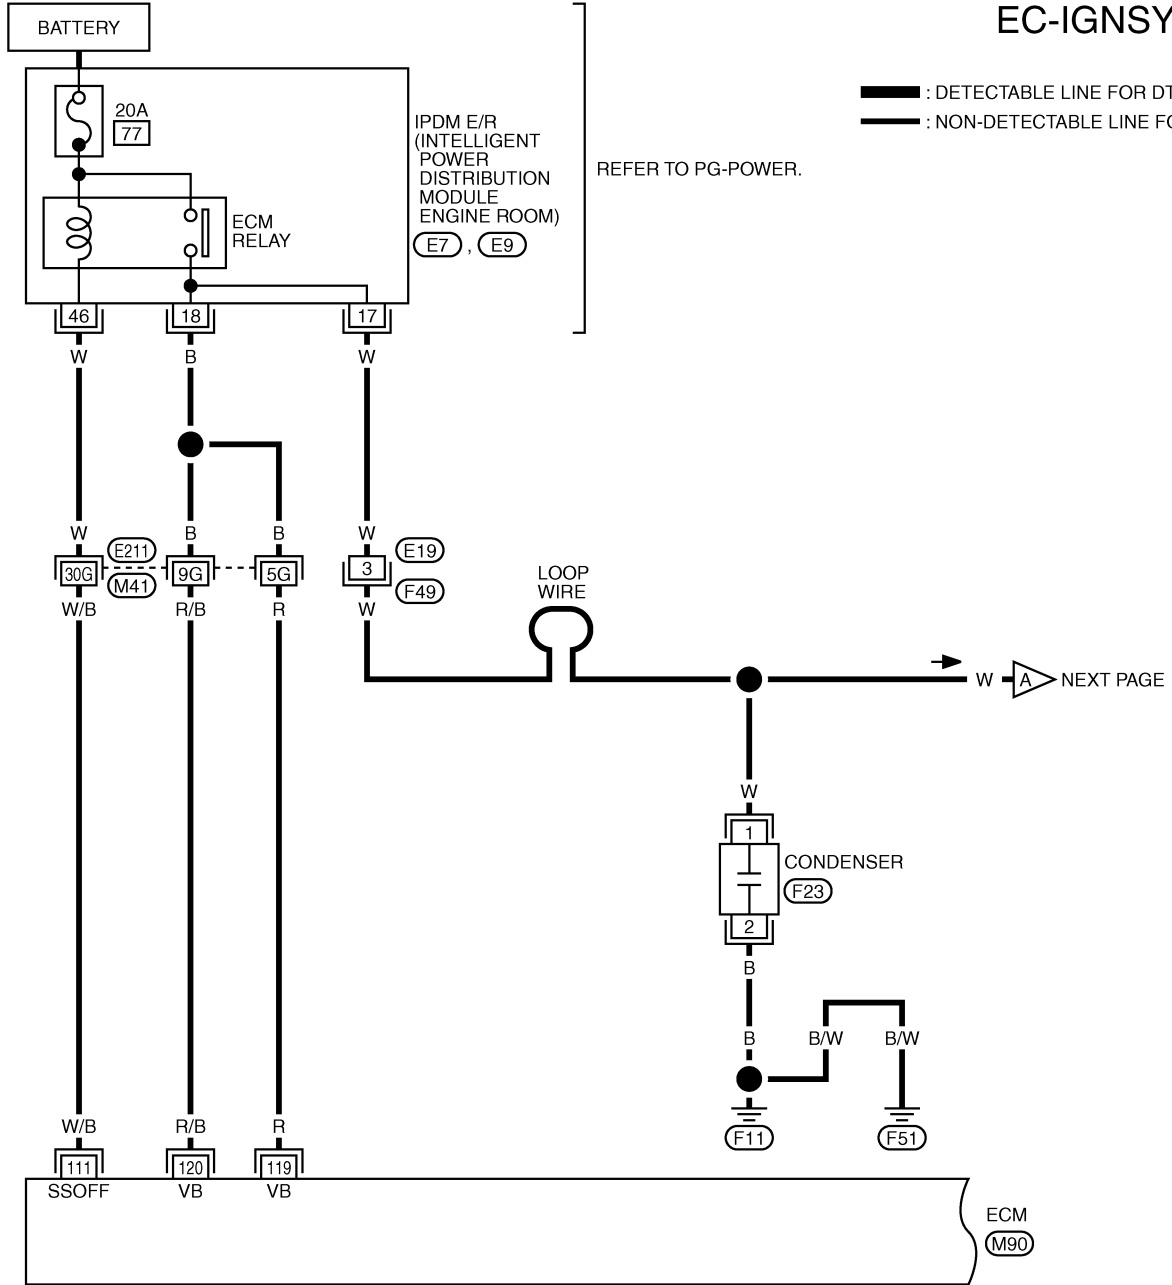 BATTERY
EC-IGNSY
: DETECTABLE LINE FOR DT
: NON-DETECTABLE LINE FO
20A
77
IPDM E/R
(INTELLIGENT
POWER
DISTRIBUTION
MODULE
ENGINE ROOM)
E7 , E9
REFER TO PG-POWER.
ECM
RELAY
46 18 17
W B W
W B B W
E211 E19
30G 9G 5G 3
M41 F49
W/B R/B R W
LOOP
WIRE
W A NEXT PAGE
W
1
CONDENSER
F23
2
B
B B/W B/W
F11 F51
W/B R/B R
111 120 119
SSOFF VB VB
ECM
M90